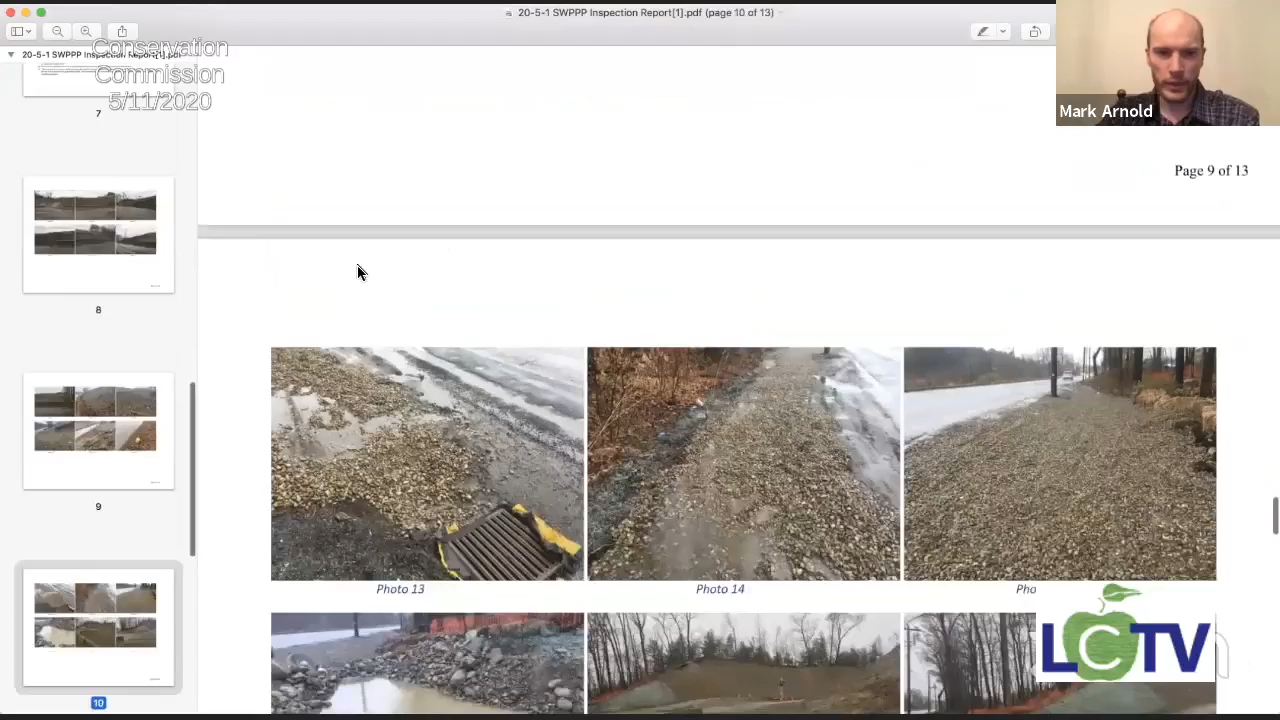 20-5-1 SWPPP Inspection Report[1].pdf (page 10 of 13)
20-5-1 SWPPP Inspection Report[1].pdf
Conservation
Commission
5/11/2020
Mark Arnold
7
Page 9 of 13
8
9
Photo 13
Photo 14
Pho
LCTV
10